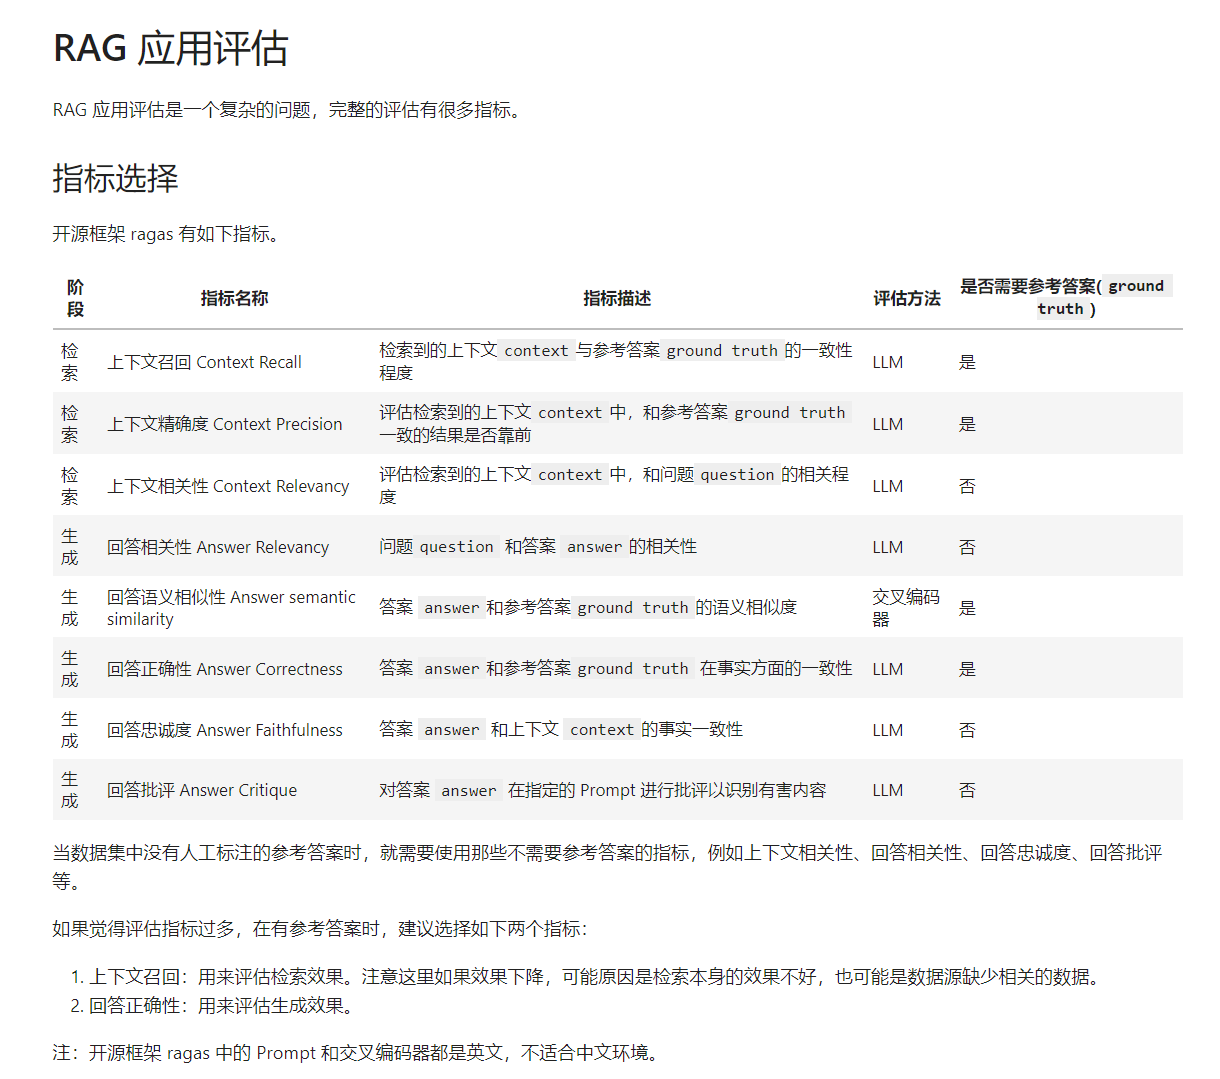 RAG 应用评估
RAG 应用评估是一个复杂的问题，完整的评估有很多指标。
指标选择
开源框架 ragas 有如下指标。
阶段 指标名称 指标描述 评估方法 是否需要参考答案( ground truth )
检索 上下文召回 Context Recall 检索到的上下文 context 与参考答案 ground truth 的一致性程度 LLM 是
检索 上下文精确度 Context Precision 评估检索到的上下文 context 中，和参考答案 ground truth 一致的结果是否靠前 LLM 是
检索 上下文相关性 Context Relevancy 评估检索到的上下文 context 中，和问题 question 的相关程度 LLM 否
生成 回答相关性 Answer Relevancy 问题 question 和答案 answer 的相关性 LLM 否
生成 回答语义相似性 Answer semantic similarity 答案 answer 和参考答案 ground truth 的语义相似度 交叉编码器 是
生成 回答正确性 Answer Correctness 答案 answer 和参考答案 ground truth 在事实方面的一致性 LLM 是
生成 回答忠诚度 Answer Faithfulness 答案 answer 和上下文 context 的事实一致性 LLM 否
生成 回答批评 Answer Critique 对答案 answer 在指定的 Prompt 进行批评以识别有害内容 LLM 否
当数据集中没有人工标注的参考答案时，就需要使用那些不需要参考答案的指标，例如上下文相关性、回答相关性、回答忠诚度、回答批评
等。
如果觉得评估指标过多，在有参考答案时，建议选择如下两个指标：
1. 上下文召回：用来评估检索效果。注意这里如果效果下降，可能原因是检索本身的效果不好，也可能是数据源缺少相关的数据。
2. 回答正确性：用来评估生成效果。
注：开源框架 ragas 中的 Prompt 和交叉编码器都是英文，不适合中文环境。